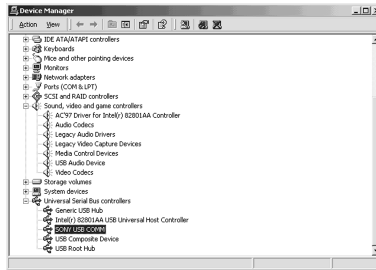 Device Manager
Action View
IDE ATA/ATAPI controllers
Keyboards
Mice and other pointing devices
Monitors
Network adapters
Ports (COM & LPT)
SCSI and RAID controllers
Sound, video and game controllers
AC'97 Driver for Intel(r) 82801AA Controller
Audio Codecs
Legacy Audio Drivers
Legacy Video Capture Devices
Media Control Devices
USB Audio Device
Video Codecs
Storage volumes
System devices
Universal Serial Bus controllers
Generic USB Hub
Intel(r) 82801AA USB Universal Host Controller
SONY USB COMM
USB Composite Device
USB Root Hub